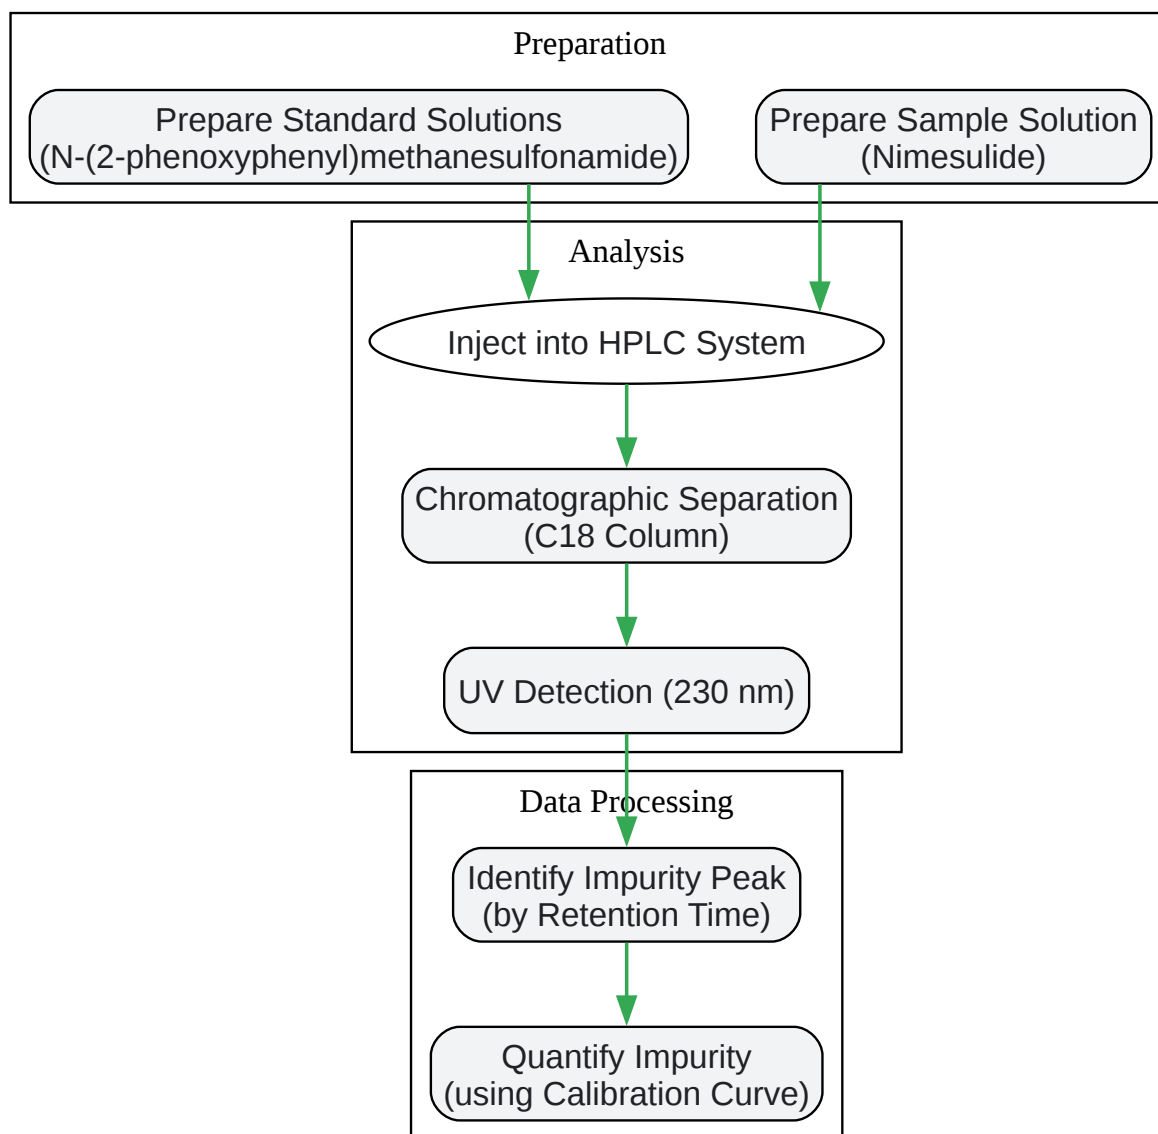 Preparation
Prepare Standard Solutions
(N-(2-phenoxyphenyl)methanesulfonamide)
Prepare Sample Solution
(Nimesulide)
Analysis
Inject into HPLC System
Chromatographic Separation
(C18 Column)
UV Detection (230 nm)
Data Processing
Identify Impurity Peak
(by Retention Time)
Quantify Impurity
(using Calibration Curve)